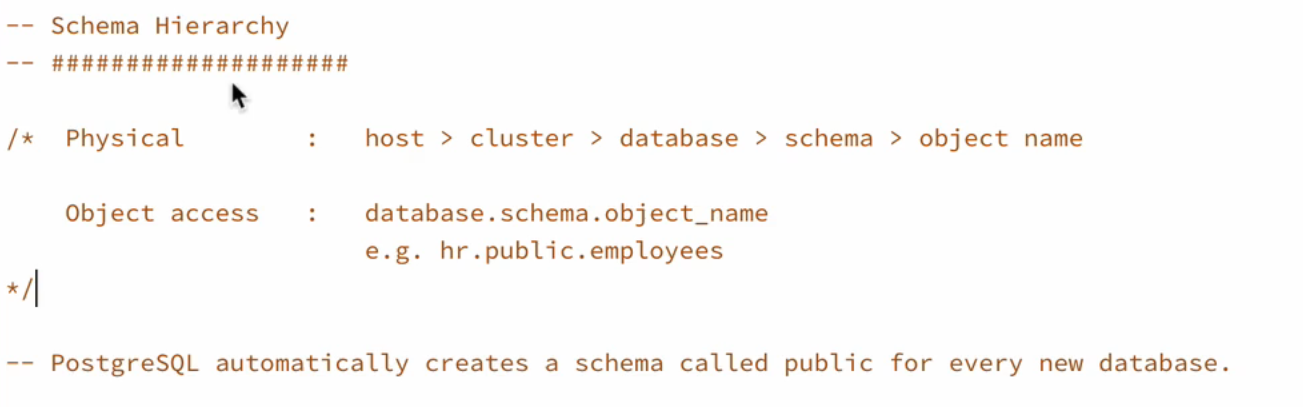 -- Schema Hierarchy
-- ####################
/*  Physical        :   host > cluster > database > schema > object name
    Object access   :   database.schema.object_name
                        e.g. hr.public.employees
*/
-- PostgreSQL automatically creates a schema called public for every new database.